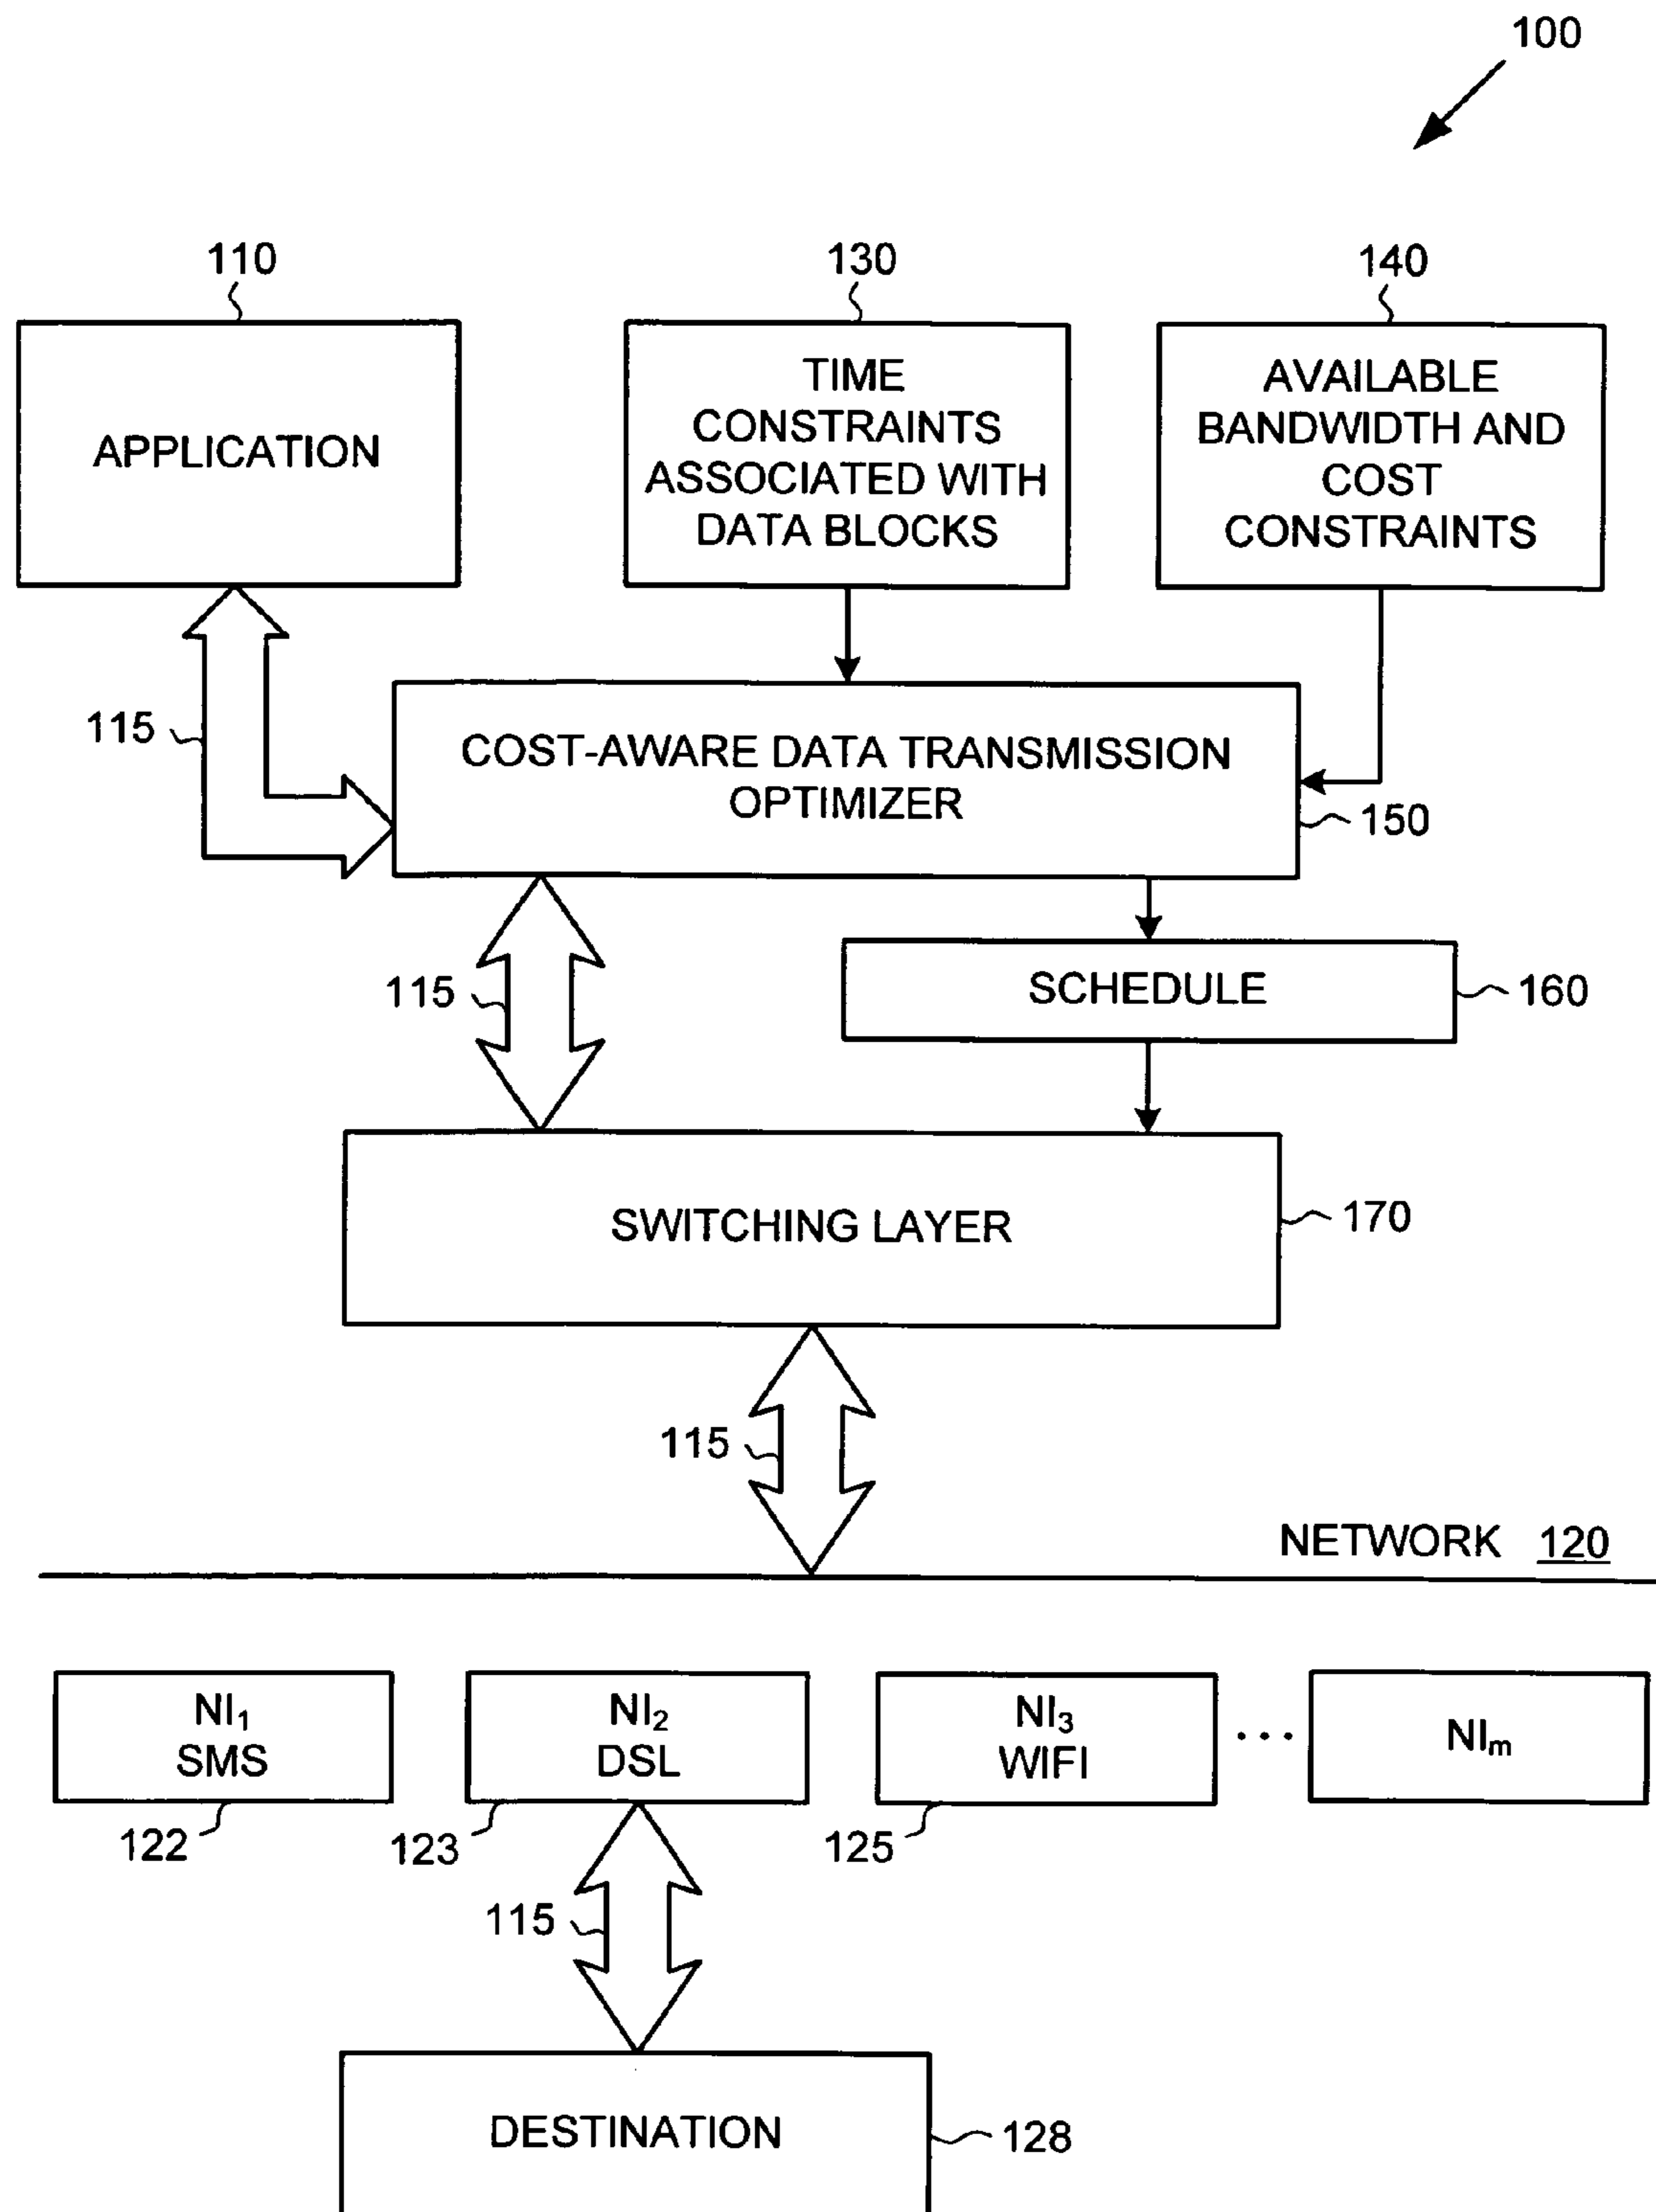 100
110
130
140
APPLICATION
TIME
CONSTRAINTS
ASSOCIATED WITH
DATA BLOCKS
AVAILABLE
BANDWIDTH AND
COST
CONSTRAINTS
115
COST-AWARE DATA TRANSMISSION
OPTIMIZER
150
115
SCHEDULE
160
SWITCHING LAYER
170
115
NETWORK 120
NI₁
SMS
NI₂
DSL
NI₃
WIFI
...
NIₘ
122
123
125
115
DESTINATION
128